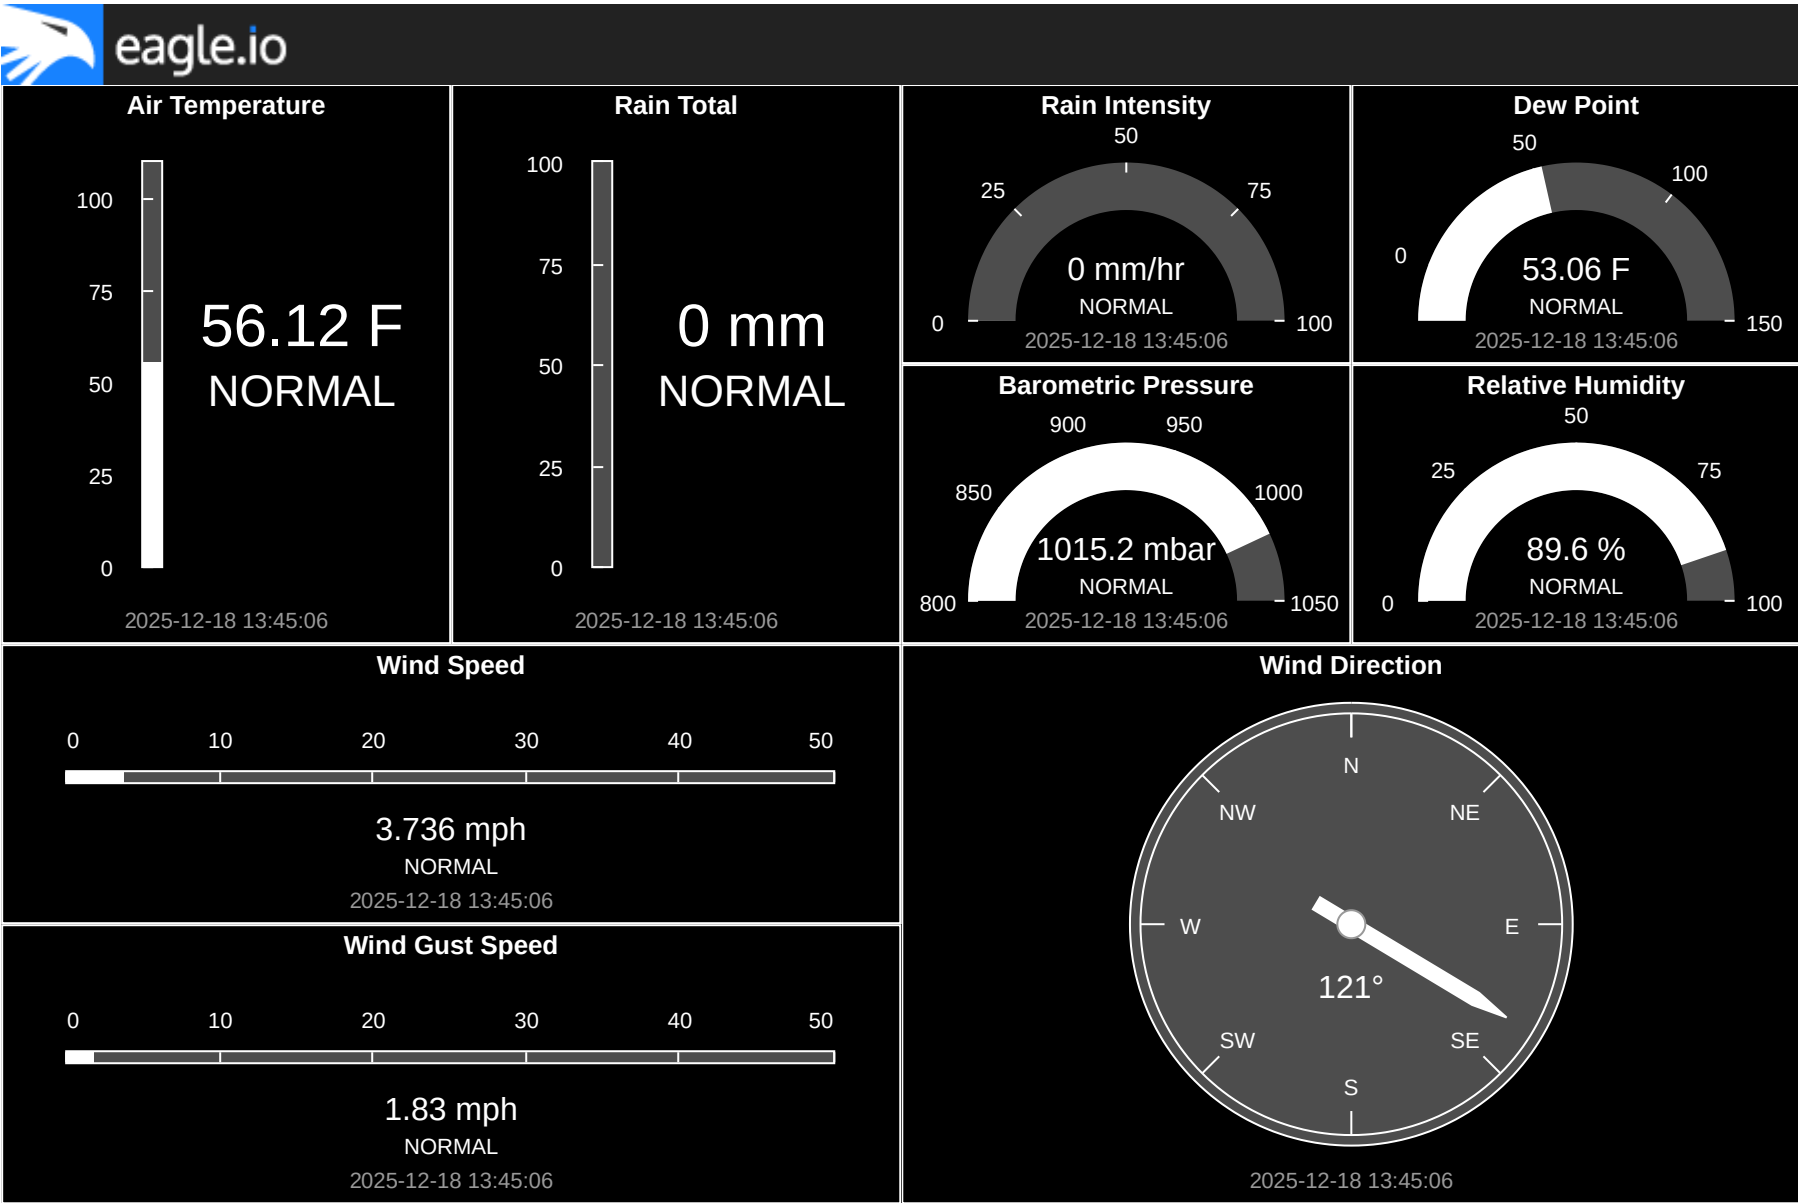 eagle.io
Air Temperature
100
75
50
25
0
56.12 F
NORMAL
2025-12-18 13:45:06
Rain Total
100
75
50
25
0
0 mm
NORMAL
2025-12-18 13:45:06
Rain Intensity
50
25
75
0
100
0 mm/hr
NORMAL
2025-12-18 13:45:06
Dew Point
50
100
0
150
53.06 F
NORMAL
2025-12-18 13:45:06
Barometric Pressure
900
950
850
1000
800
1050
1015.2 mbar
NORMAL
2025-12-18 13:45:06
Relative Humidity
50
25
75
0
100
89.6 %
NORMAL
2025-12-18 13:45:06
Wind Speed
0 10 20 30 40 50
3.736 mph
NORMAL
2025-12-18 13:45:06
Wind Gust Speed
0 10 20 30 40 50
1.83 mph
NORMAL
2025-12-18 13:45:06
Wind Direction
N
NW NE
W E
121°
SW SE
S
2025-12-18 13:45:06